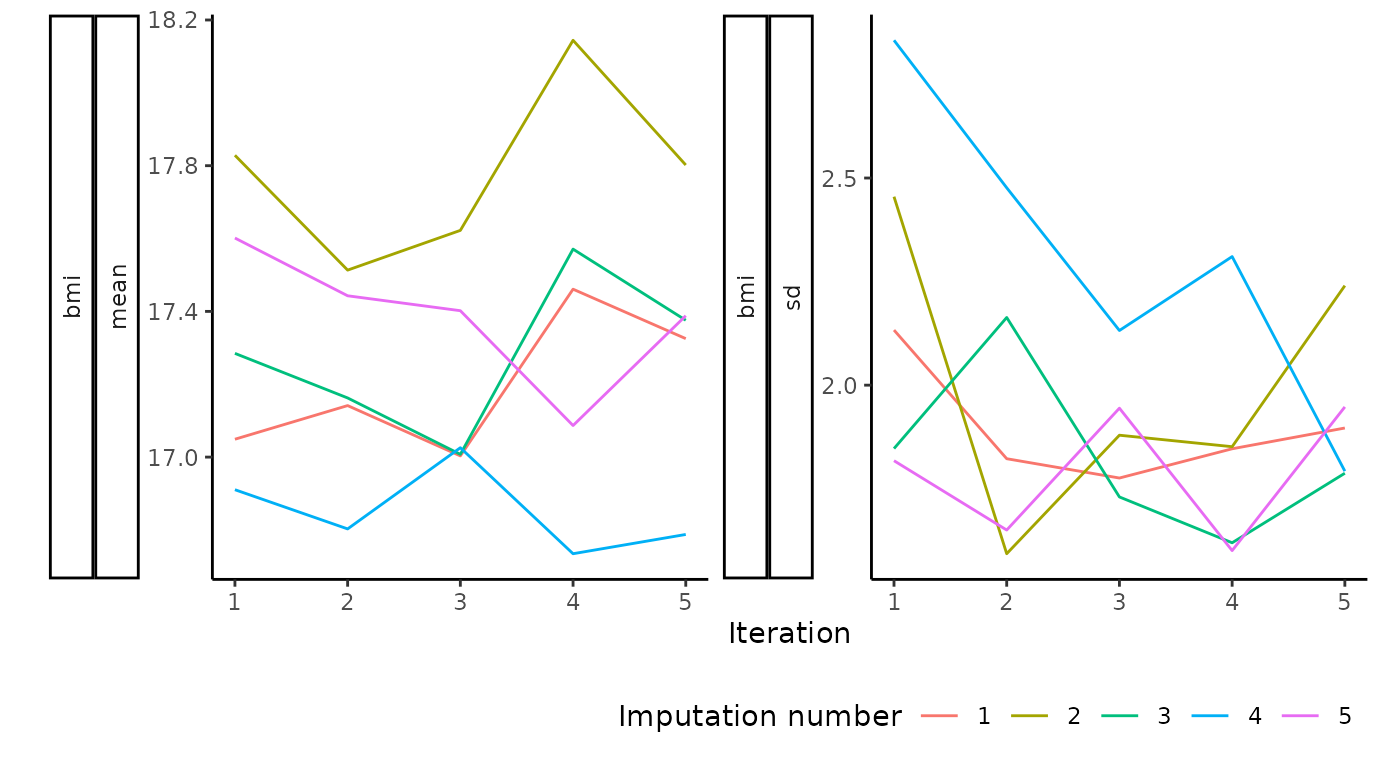 bmi
mean
18.2
17.8
17.4
17.0
1 2 3 4 5
bmi
sd
2.5
2.0
1 2 3 4 5
Iteration
Imputation number 1 2 3 4 5